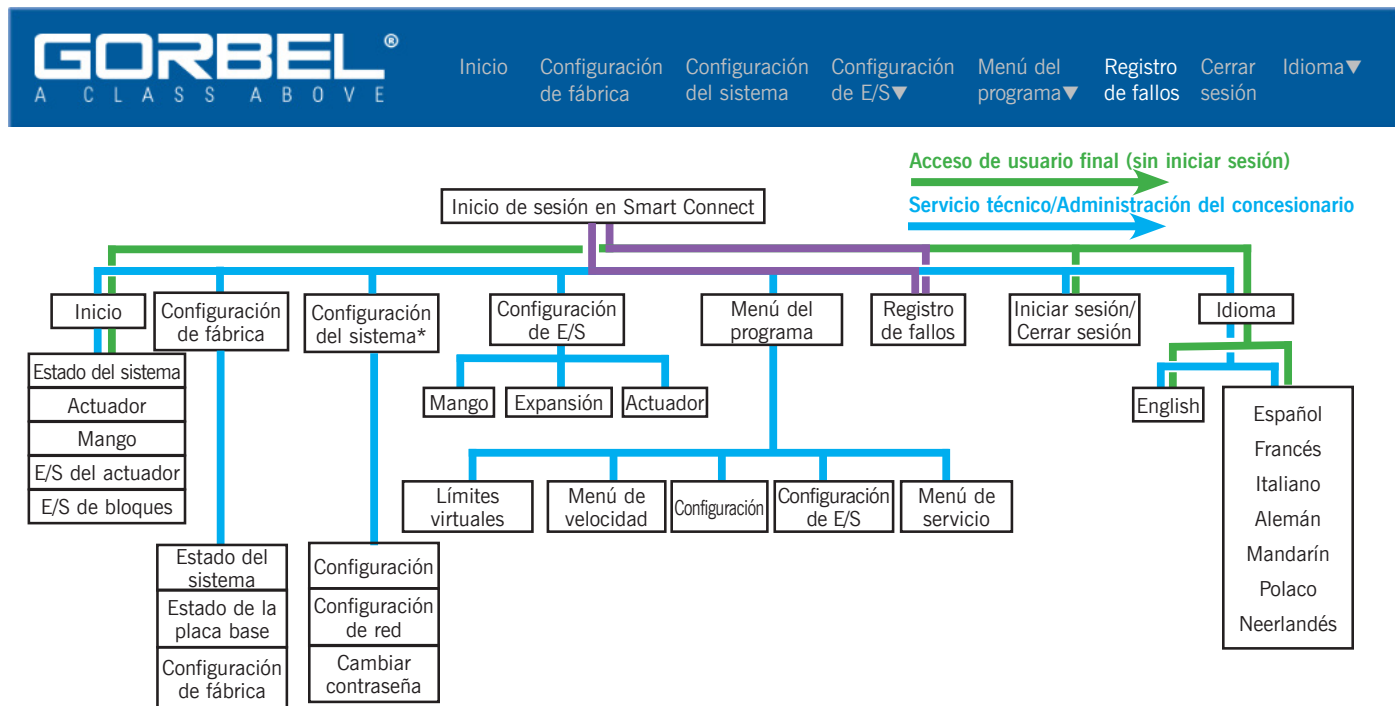 GORBEL®
A CLASS ABOVE
Inicio
Configuración
de fábrica
Configuración
del sistema
Configuración
de E/S▼
Menú del
programa▼
Registro
de fallos
Cerrar
sesión
Idioma▼
Acceso de usuario final (sin iniciar sesión)
Servicio técnico/Administración del concesionario
Inicio de sesión en Smart Connect
Inicio
Configuración
de fábrica
Configuración
del sistema*
Configuración
de E/S
Menú del
programa
Registro
de fallos
Iniciar sesión/
Cerrar sesión
Idioma
Estado del sistema
Actuador
Mango
E/S del actuador
E/S de bloques
Mango
Expansión
Actuador
English
Español
Francés
Italiano
Alemán
Mandarín
Polaco
Neerlandés
Límites
virtuales
Menú de
velocidad
Configuración
Configuración
de E/S
Menú de
servicio
Estado del
sistema
Estado de la
placa base
Configuración
de fábrica
Configuración
Configuración
de red
Cambiar
contraseña